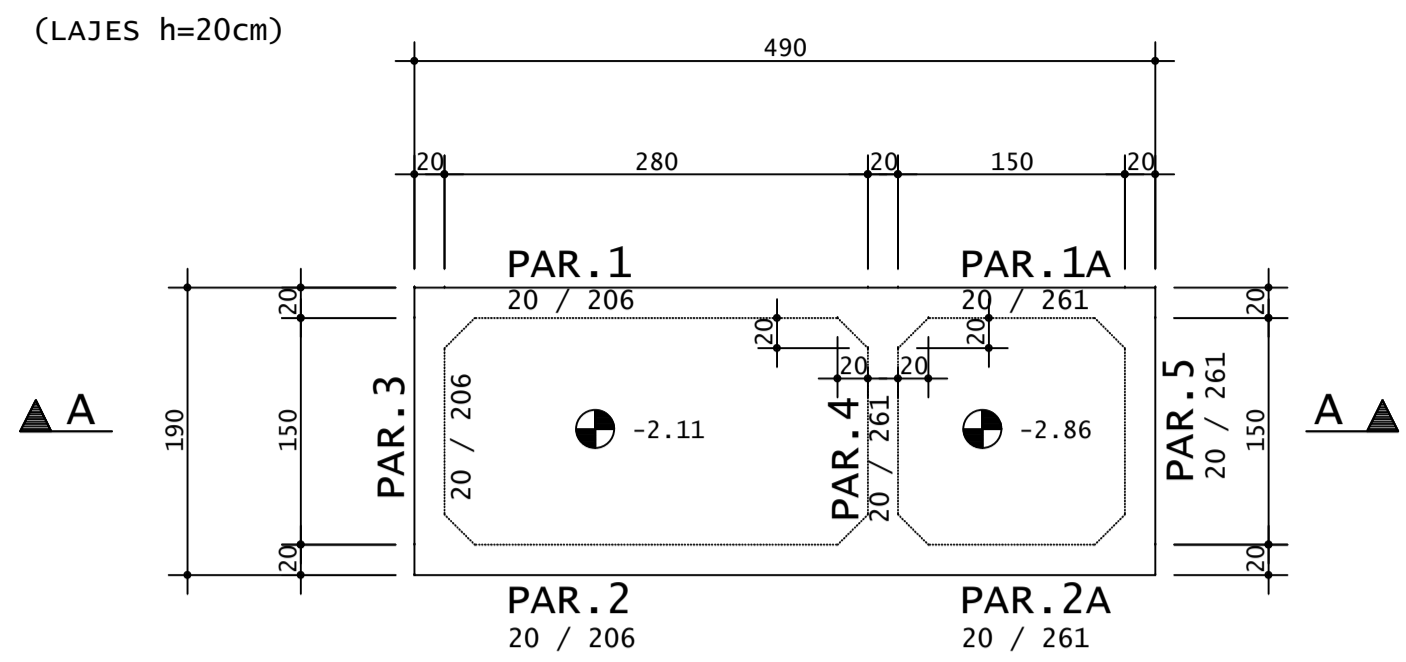 (LAJES h=20cm)
490
20 280 20 150 20
PAR.1 PAR.1A
20 / 206 20 / 261
20 20 20 20
20 20
PAR.3 20 / 206 PAR.4 20 / 261 PAR.5 20 / 261
A A
190 150 -2.11 -2.86 150
20 20
PAR.2 PAR.2A
20 / 206 20 / 261